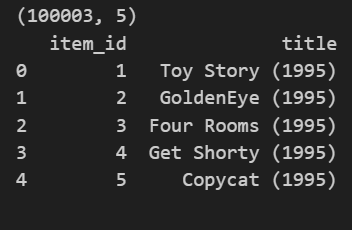 (100003, 5)
item_id title
0 1 Toy Story (1995)
1 2 GoldenEye (1995)
2 3 Four Rooms (1995)
3 4 Get Shorty (1995)
4 5 Copycat (1995)